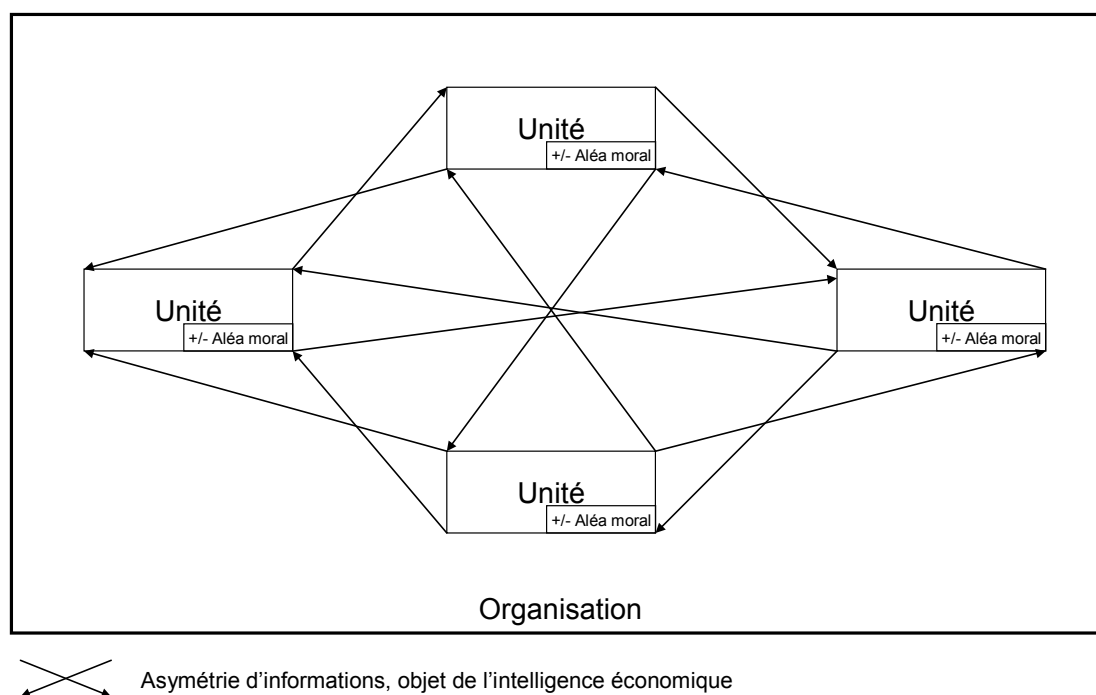 Unité
+/- Aléa moral
Unité
+/- Aléa moral
Unité
+/- Aléa moral
Unité
+/- Aléa moral
Organisation
Asymétrie d’informations, objet de l’intelligence économique